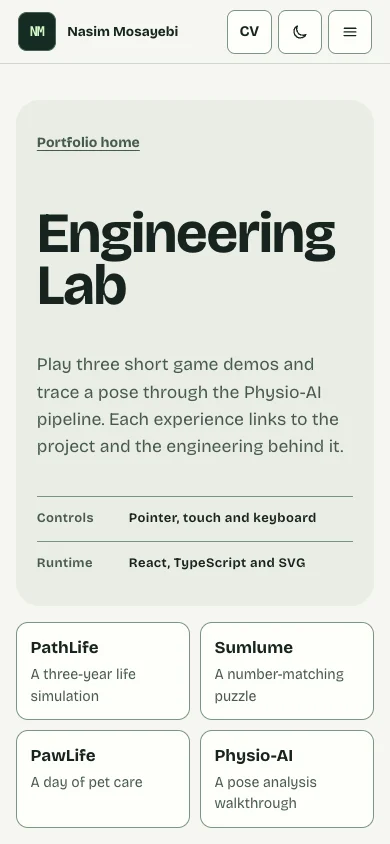 NM
Nasim Mosayebi
CV
Portfolio home
Engineering
Lab
Play three short game demos and
trace a pose through the Physio-AI
pipeline. Each experience links to the
project and the engineering behind it.
Controls Pointer, touch and keyboard
Runtime React, TypeScript and SVG
PathLife
A three-year life
simulation
Sumlume
A number-matching
puzzle
PawLife
A day of pet care
Physio-AI
A pose analysis
walkthrough